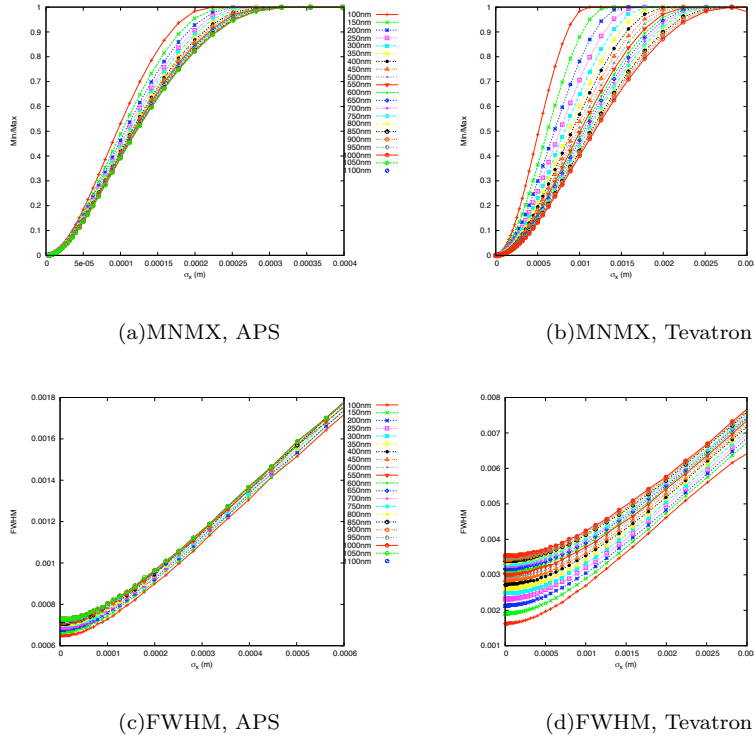 1
0.9
0.8
0.7
0.6
0.5
0.4
0.3
0.2
0.1
0
Min/Max
0
5e-05
0.0001
0.00015
0.0002
0.00025
0.0003
0.00035
0.0004
σx (m)
100nm
150nm
200nm
250nm
300nm
350nm
400nm
450nm
500nm
550nm
600nm
650nm
700nm
750nm
800nm
850nm
900nm
950nm
1000nm
1050nm
1100nm
(a)MNMX, APS
1
0.9
0.8
0.7
0.6
0.5
0.4
0.3
0.2
0.1
0
Min/Max
0
0.0005
0.001
0.0015
0.002
0.0025
σx (m)
(b)MNMX, Tevatron
0.0018
0.0016
0.0014
0.0012
0.001
0.0008
0.0006
FWHM
0
0.0001
0.0002
0.0003
0.0004
0.0005
0.0006
σx (m)
100nm
150nm
200nm
250nm
300nm
350nm
400nm
450nm
500nm
550nm
600nm
650nm
700nm
750nm
800nm
850nm
900nm
950nm
1000nm
1050nm
1100nm
(c)FWHM, APS
0.008
0.007
0.006
0.005
0.004
0.003
0.002
0.001
FWHM
0
0.0005
0.001
0.0015
0.002
0.0025
σx (m)
(d)FWHM, Tevatron